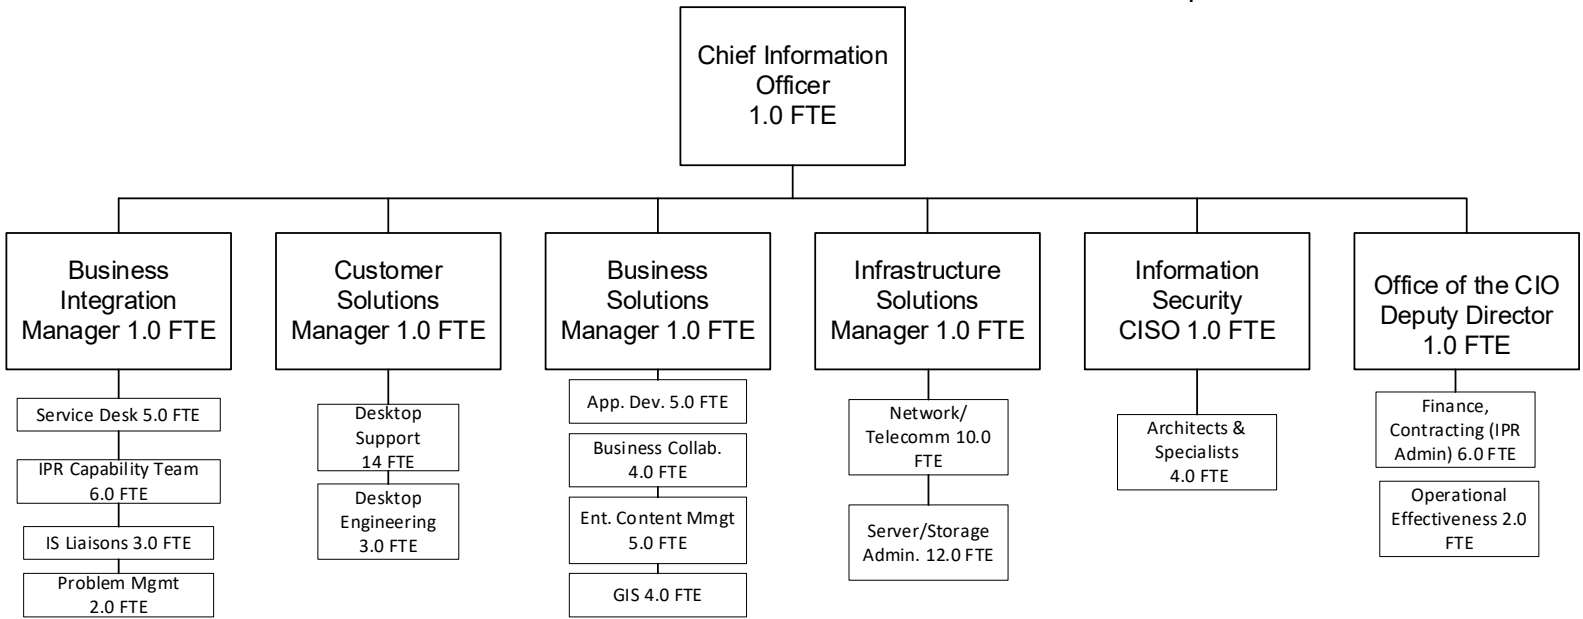 Chief Information
Officer
1.0 FTE
Business
Integration
Manager 1.0 FTE
Service Desk 5.0 FTE
IPR Capability Team
6.0 FTE
IS Liaisons 3.0 FTE
Problem Mgmt
2.0 FTE
Customer
Solutions
Manager 1.0 FTE
Desktop
Support
14 FTE
Desktop
Engineering
3.0 FTE
Business
Solutions
Manager 1.0 FTE
App. Dev. 5.0 FTE
Business Collab.
4.0 FTE
Ent. Content Mmgt
5.0 FTE
GIS 4.0 FTE
Infrastructure
Solutions
Manager 1.0 FTE
Network/
Telecomm 10.0
FTE
Server/Storage
Admin. 12.0 FTE
Information
Security
CISO 1.0 FTE
Architects &
Specialists
4.0 FTE
Office of the CIO
Deputy Director
1.0 FTE
Finance,
Contracting (IPR
Admin) 6.0 FTE
Operational
Effectiveness 2.0
FTE